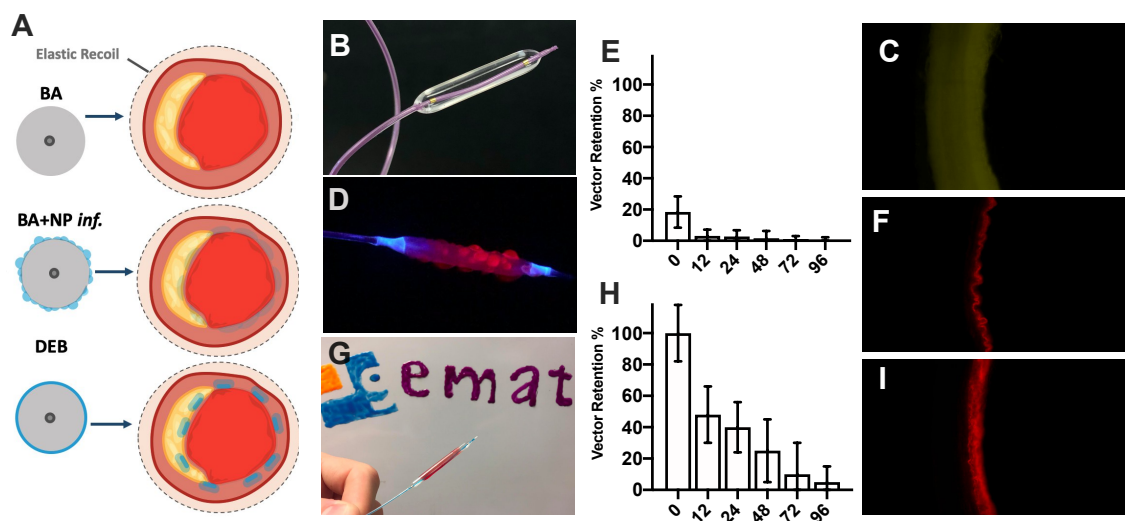 A
Elastic Recoil
BA
BA+NP inf.
DEB
B
D
G
emat
E
Vector Retention %
100
80
60
40
20
0
0 12 24 48 72 96
H
Vector Retention %
100
80
60
40
20
0
0 12 24 48 72 96
C
F
I